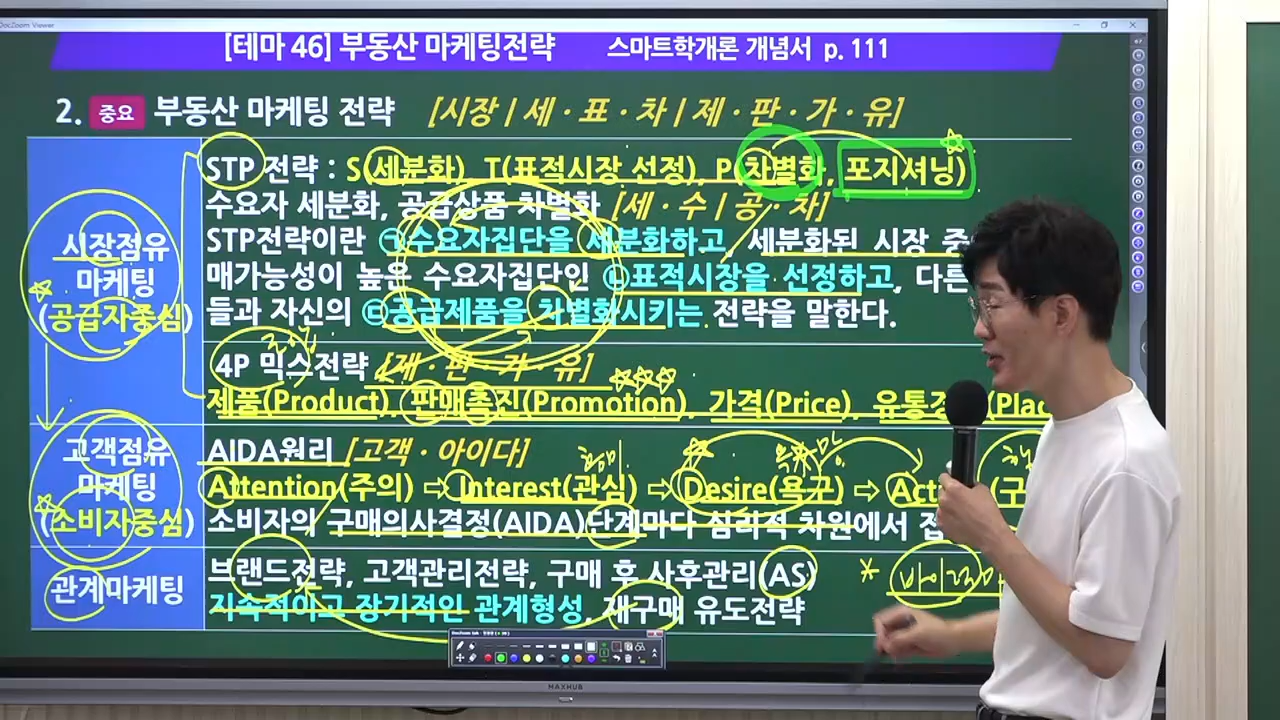 DocZoom Viewer
[테마 46] 부동산 마케팅전략 스마트학개론 개념서 p. 111
2. 중요 부동산 마케팅 전략 [시장 | 세 · 표 · 차 | 제 · 판 · 가 · 유]
시장점유
마케팅
(공급자중심)
STP 전략 : S(세분화), T(표적시장 선정), P(차별화, 포지셔닝)
수요자 세분화, 공급상품 차별화 [세 · 수 | 공 · 차]
STP전략이란 ㉠수요자집단을 세분화하고, 세분화된 시장 중
매가능성이 높은 수요자집단인 ㉡표적시장을 선정하고, 다른
들과 자신의 ㉢공급제품을 차별화시키는 전략을 말한다.
4P 믹스전략 [제 · 판 · 가 · 유]
제품(Product), 판매촉진(Promotion), 가격(Price), 유통경 (Plac
고객점유
마케팅
(소비자중심)
AIDA원리 [고객 · 아이다]
흥미
Attention(주의) ⇨ Interest(관심) ⇨ Desire(욕구) ⇨ Act (구
소비자의 구매의사결정(AIDA)단계마다 심리적 차원에서 접
관계마케팅
브랜드전략, 고객관리전략, 구매 후 사후관리(AS)
지속적이고 장기적인 관계형성, 재구매 유도전략
* 바이럴마
MAXHUB